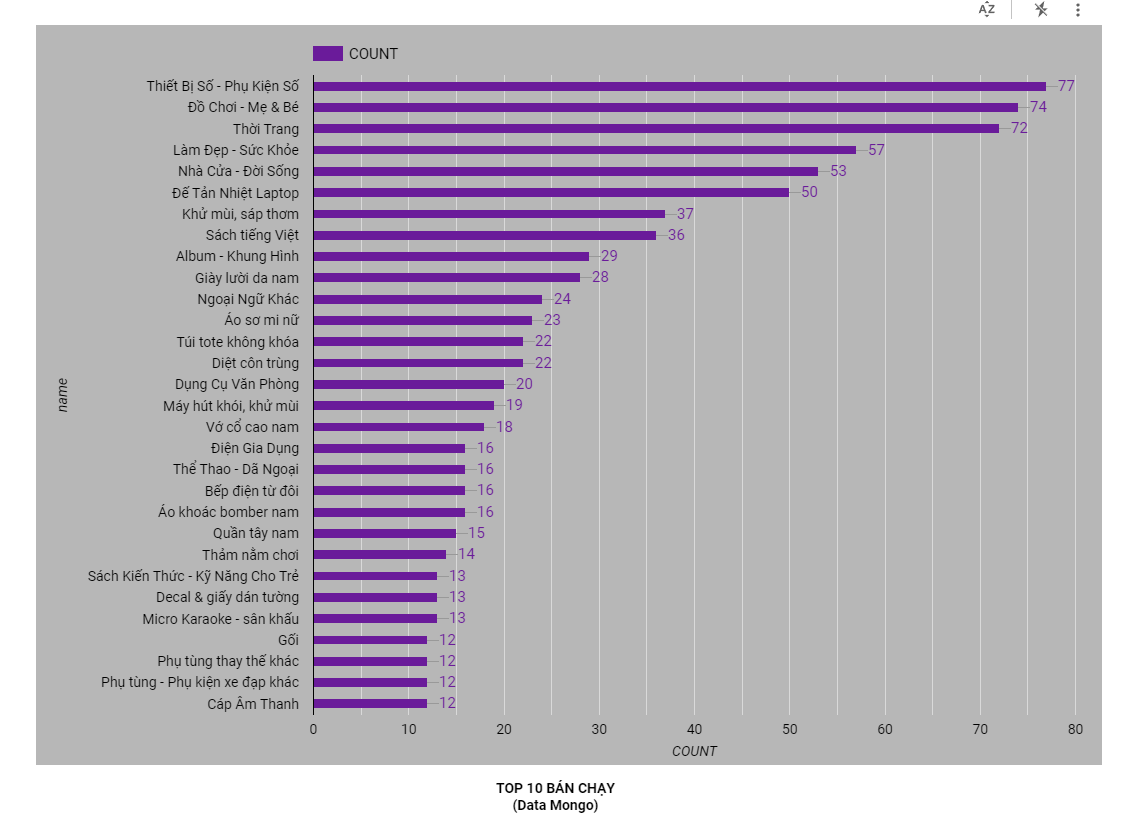 AZ
COUNT
Thiết Bị Số - Phụ Kiện Số 77
Đồ Chơi - Mẹ & Bé 74
Thời Trang 72
Làm Đẹp - Sức Khỏe 57
Nhà Cửa - Đời Sống 53
Đế Tản Nhiệt Laptop 50
Khử mùi, sáp thơm 37
Sách tiếng Việt 36
Album - Khung Hình 29
Giày lười da nam 28
Ngoại Ngữ Khác 24
Áo sơ mi nữ 23
Túi tote không khóa 22
Diệt côn trùng 22
Dụng Cụ Văn Phòng 20
Máy hút khói, khử mùi 19
Vớ cổ cao nam 18
Điện Gia Dụng 16
Thể Thao - Dã Ngoại 16
Bếp điện từ đôi 16
Áo khoác bomber nam 16
Quần tây nam 15
Thảm nằm chơi 14
Sách Kiến Thức - Kỹ Năng Cho Trẻ 13
Decal & giấy dán tường 13
Micro Karaoke - sân khấu 13
Gối 12
Phụ tùng thay thế khác 12
Phụ tùng - Phụ kiện xe đạp khác 12
Cáp Âm Thanh 12
name
0 10 20 30 40 50 60 70 80
COUNT
TOP 10 BÁN CHẠY
(Data Mongo)